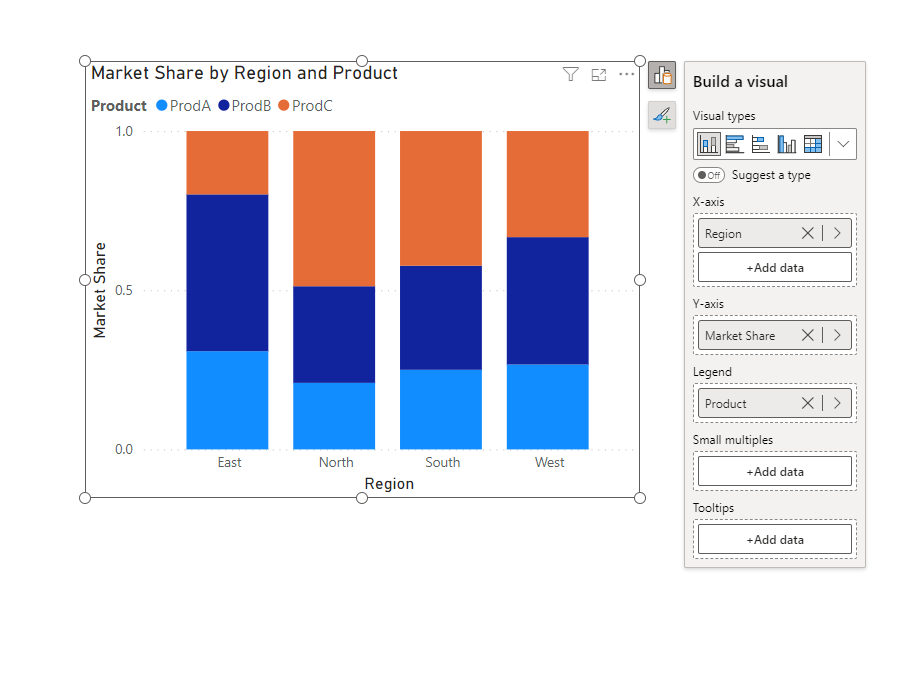 Market Share by Region and Product
Product ProdA ProdB ProdC
Market Share
1.0
0.5
0.0
East North South West
Region
Build a visual
Visual types
Off Suggest a type
X-axis
Region
+Add data
Y-axis
Market Share
Legend
Product
Small multiples
+Add data
Tooltips
+Add data